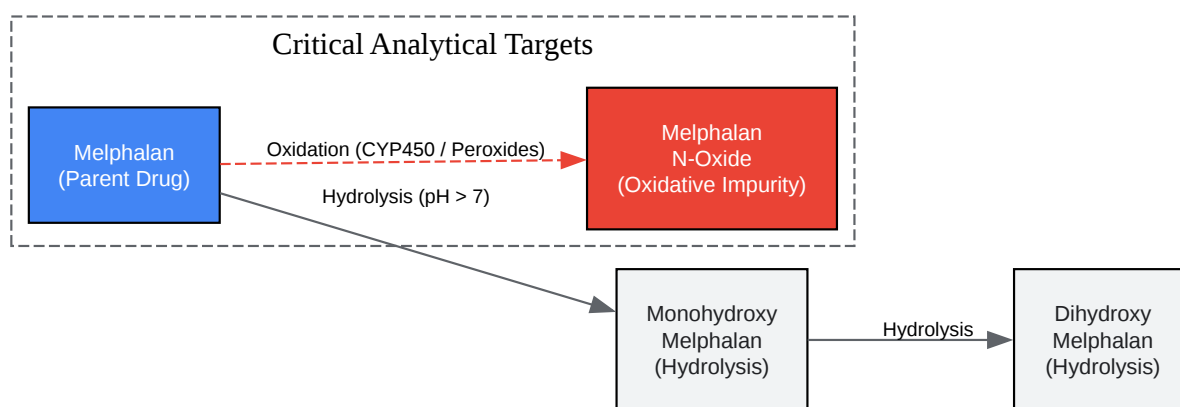 Critical Analytical Targets
Melphalan
(Parent Drug)
Oxidation (CYP450 / Peroxides)
Melphalan
N-Oxide
(Oxidative Impurity)
Hydrolysis (pH > 7)
Monohydroxy
Melphalan
(Hydrolysis)
Hydrolysis
Dihydroxy
Melphalan
(Hydrolysis)